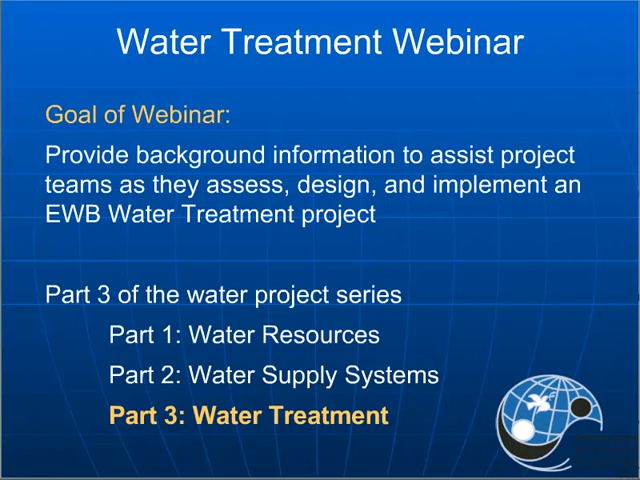 Water Treatment Webinar
Goal of Webinar:
Provide background information to assist project
teams as they assess, design, and implement an
EWB Water Treatment project
Part 3 of the water project series
Part 1: Water Resources
Part 2: Water Supply Systems
Part 3: Water Treatment